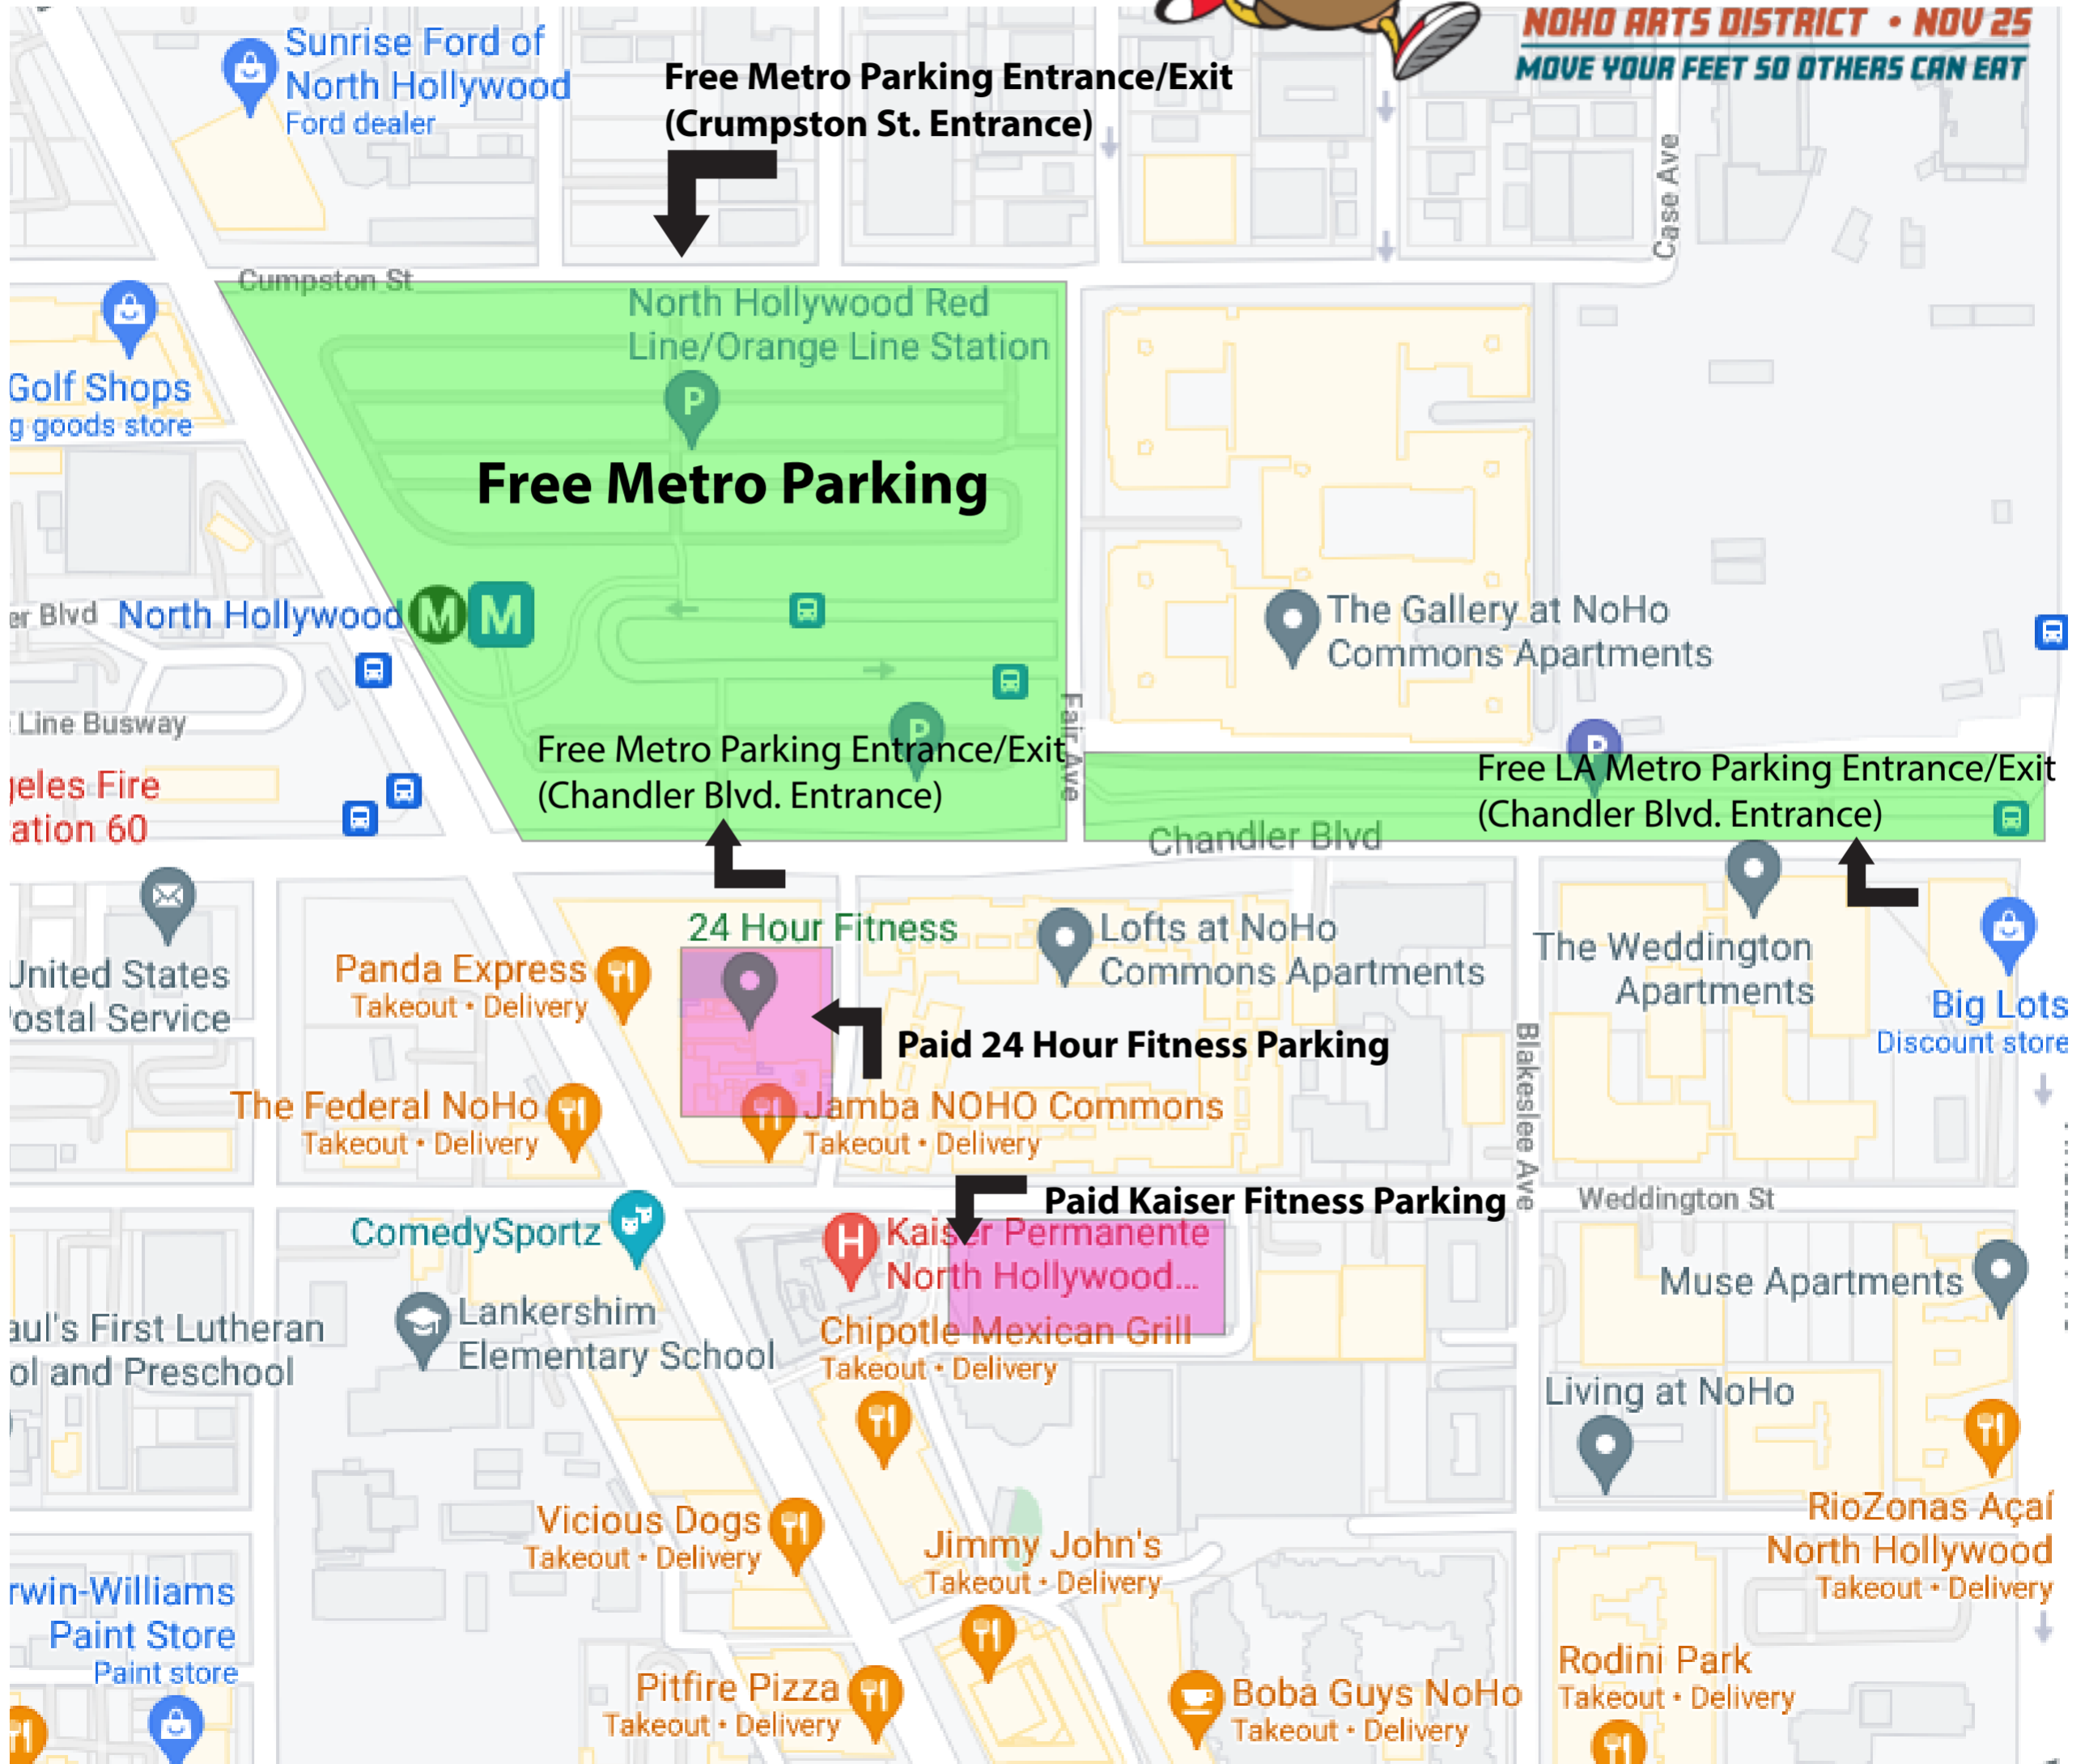 NOHO ARTS DISTRICT • NOV 25
MOVE YOUR FEET SO OTHERS CAN EAT
Sunrise Ford of
North Hollywood
Ford dealer
Free Metro Parking Entrance/Exit
(Crumpston St. Entrance)
Case Ave
Cumpston St
North Hollywood Red
Line/Orange Line Station
P
Golf Shops
g goods store
Free Metro Parking
er Blvd
North Hollywood
M
M
The Gallery at NoHo
Commons Apartments
Line Busway
Fair Ave
P
P
Free Metro Parking Entrance/Exit
(Chandler Blvd. Entrance)
Free LA Metro Parking Entrance/Exit
(Chandler Blvd. Entrance)
geles Fire
ation 60
Chandler Blvd
24 Hour Fitness
Lofts at NoHo
Commons Apartments
The Weddington
Apartments
United States
ostal Service
Panda Express
Takeout • Delivery
Big Lots
Discount store
Paid 24 Hour Fitness Parking
Blakeslee Ave
The Federal NoHo
Takeout • Delivery
Jamba NOHO Commons
Takeout • Delivery
Paid Kaiser Fitness Parking
Weddington St
ComedySportz
H
Kaiser Permanente
North Hollywood...
Muse Apartments
aul's First Lutheran
ol and Preschool
Lankershim
Elementary School
Chipotle Mexican Grill
Takeout • Delivery
Living at NoHo
Vicious Dogs
Takeout • Delivery
Jimmy John's
Takeout • Delivery
RioZonas Açaí
North Hollywood
Takeout • Delivery
rwin-Williams
Paint Store
Paint store
Pitfire Pizza
Takeout • Delivery
Boba Guys NoHo
Takeout • Delivery
Rodini Park
Takeout • Delivery